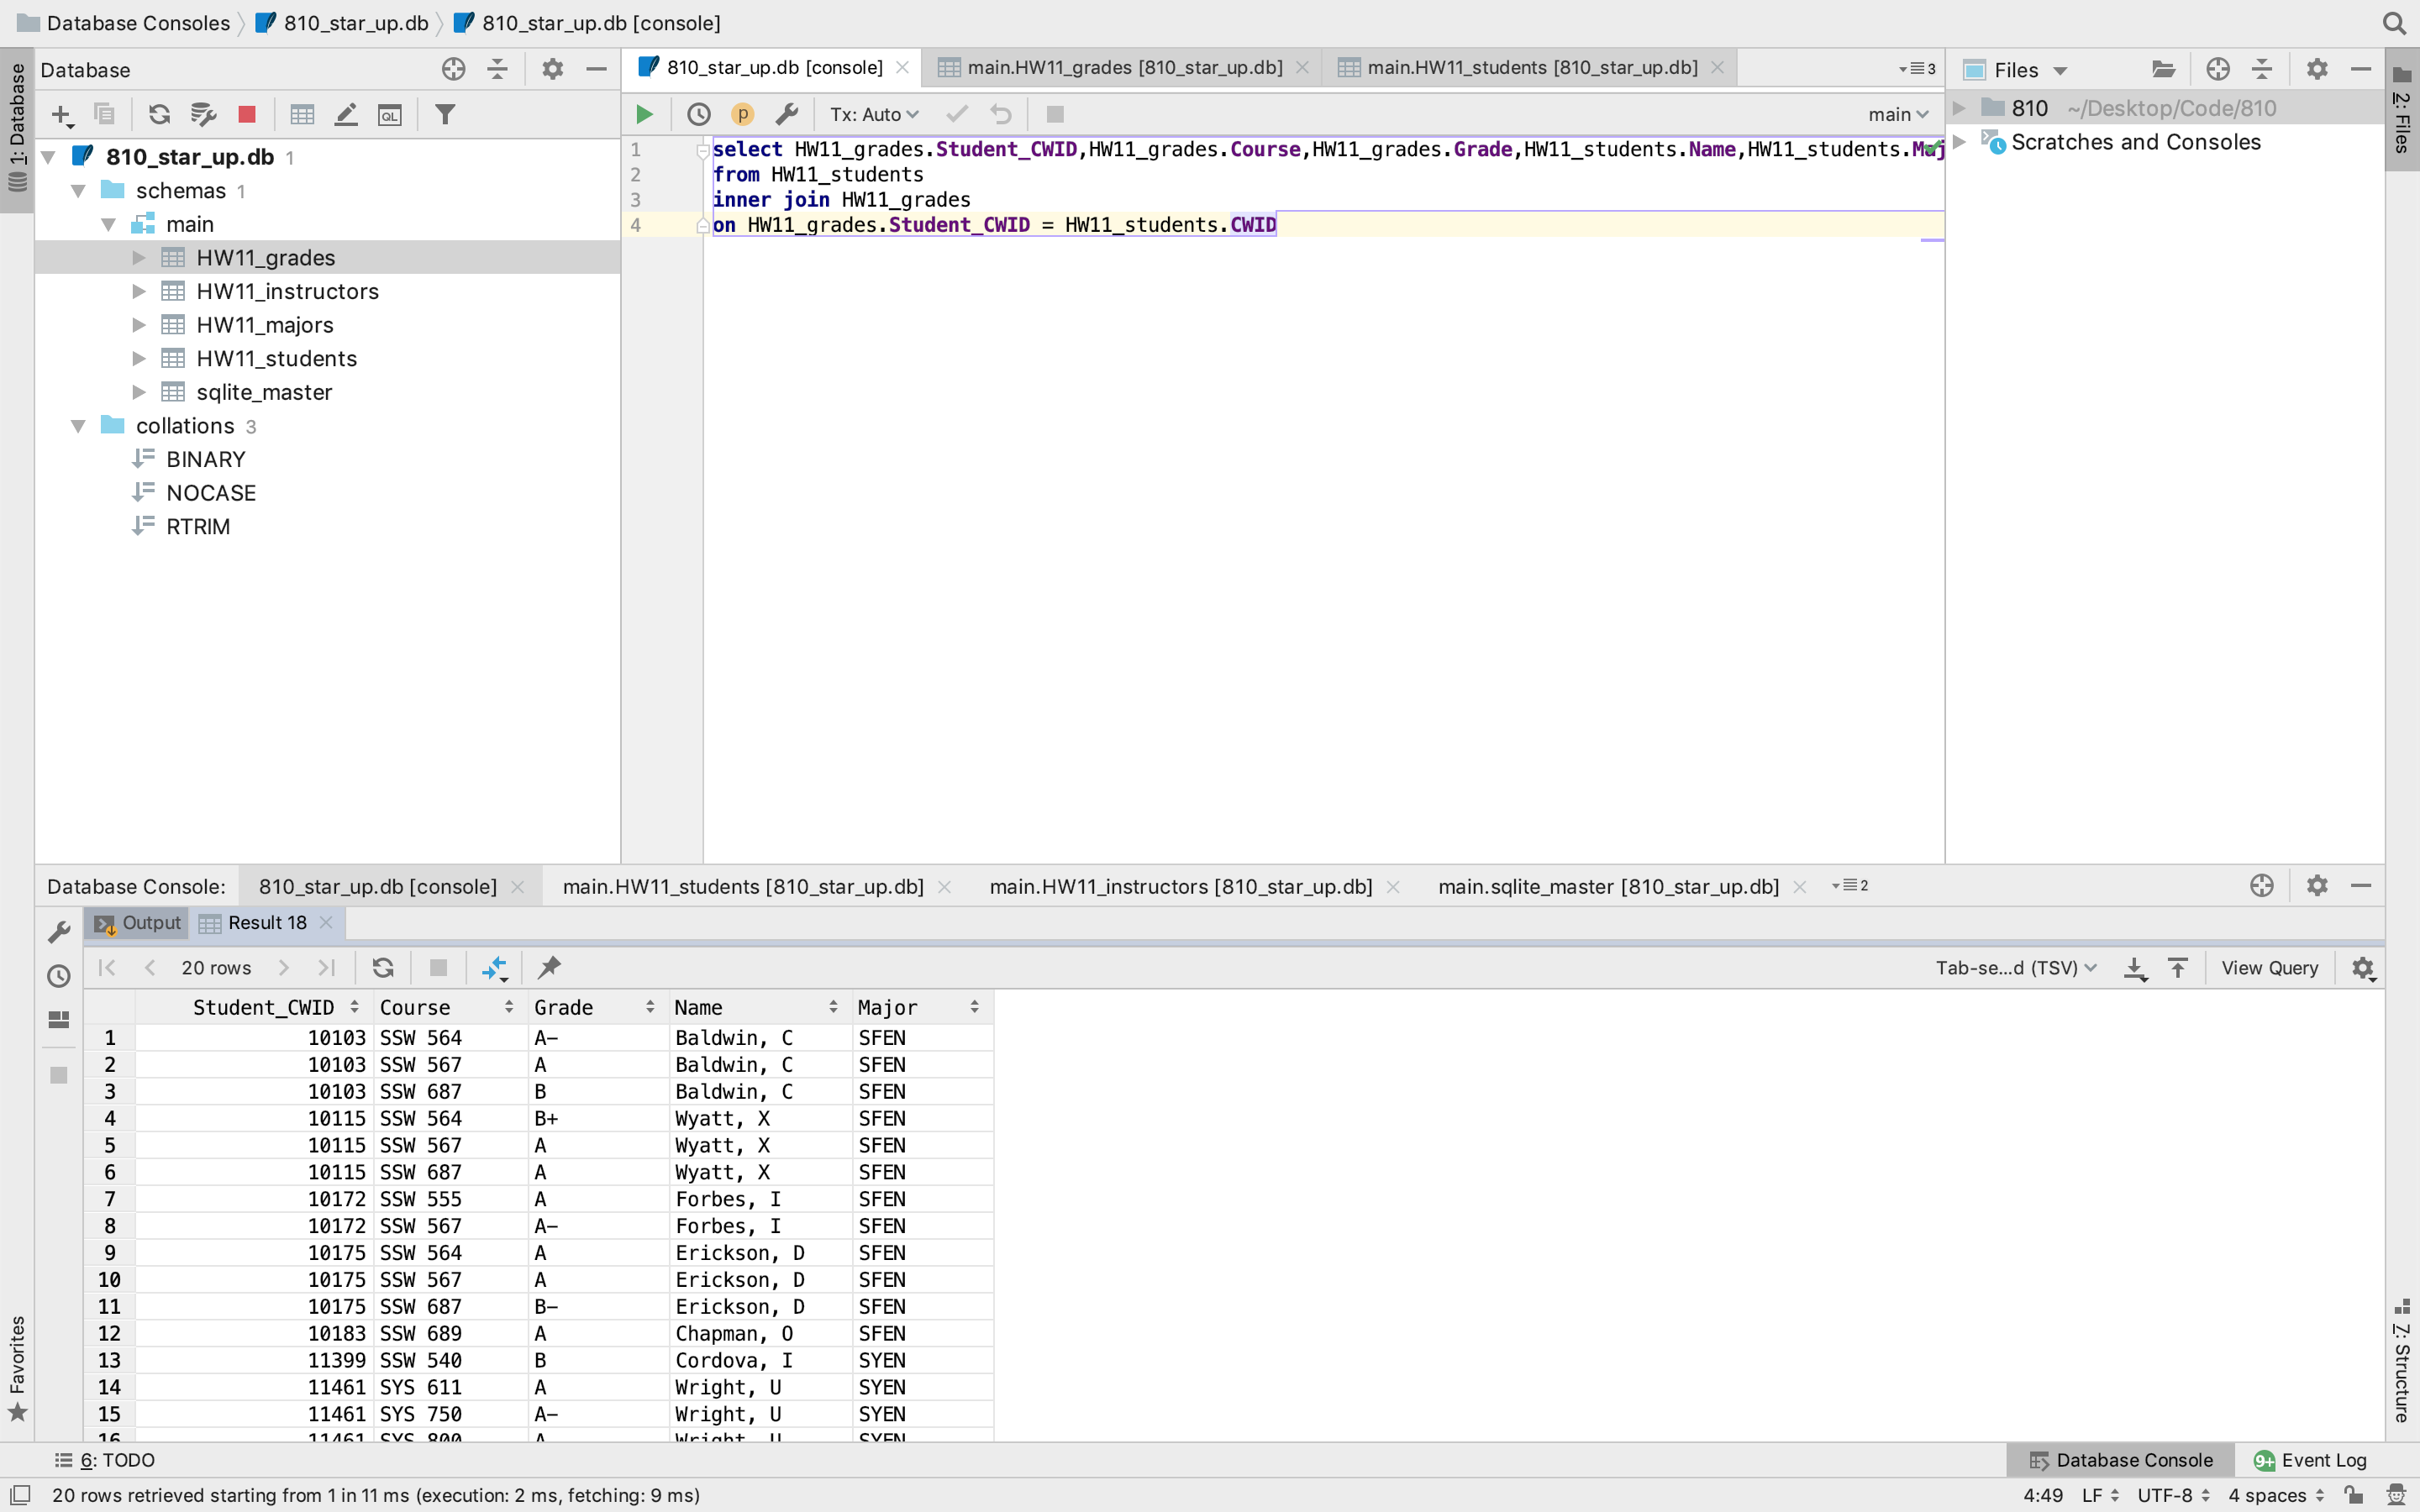 Database Consoles 810_star_up.db 810_star_up.db [console]
1: Database
Database
810_star_up.db 1
schemas 1
main
HW11_grades
HW11_instructors
HW11_majors
HW11_students
sqlite_master
collations 3
BINARY
NOCASE
RTRIM
810_star_up.db [console] main.HW11_grades [810_star_up.db] main.HW11_students [810_star_up.db] 3
p Tx: Auto main
1 select HW11_grades.Student_CWID,HW11_grades.Course,HW11_grades.Grade,HW11_students.Name,HW11_students.Maj
2 from HW11_students
3 inner join HW11_grades
4 on HW11_grades.Student_CWID = HW11_students.CWID
Files
810 ~/Desktop/Code/810
Scratches and Consoles
2: Files
Database Console: 810_star_up.db [console] main.HW11_students [810_star_up.db] main.HW11_instructors [810_star_up.db] main.sqlite_master [810_star_up.db] 2
Output Result 18
20 rows Tab-se...d (TSV) View Query
Student_CWID Course Grade Name Major
1 10103 SSW 564 A- Baldwin, C SFEN
2 10103 SSW 567 A Baldwin, C SFEN
3 10103 SSW 687 B Baldwin, C SFEN
4 10115 SSW 564 B+ Wyatt, X SFEN
5 10115 SSW 567 A Wyatt, X SFEN
6 10115 SSW 687 A Wyatt, X SFEN
7 10172 SSW 555 A Forbes, I SFEN
8 10172 SSW 567 A- Forbes, I SFEN
9 10175 SSW 564 A Erickson, D SFEN
10 10175 SSW 567 A Erickson, D SFEN
11 10175 SSW 687 B- Erickson, D SFEN
12 10183 SSW 689 A Chapman, O SFEN
13 11399 SSW 540 B Cordova, I SYEN
14 11461 SYS 611 A Wright, U SYEN
15 11461 SYS 750 A- Wright, U SYEN
16 11461 SYS 800 A Wright, U SYEN
Favorites
7: Structure
6: TODO Database Console 9+ Event Log
20 rows retrieved starting from 1 in 11 ms (execution: 2 ms, fetching: 9 ms) 4:49 LF UTF-8 4 spaces